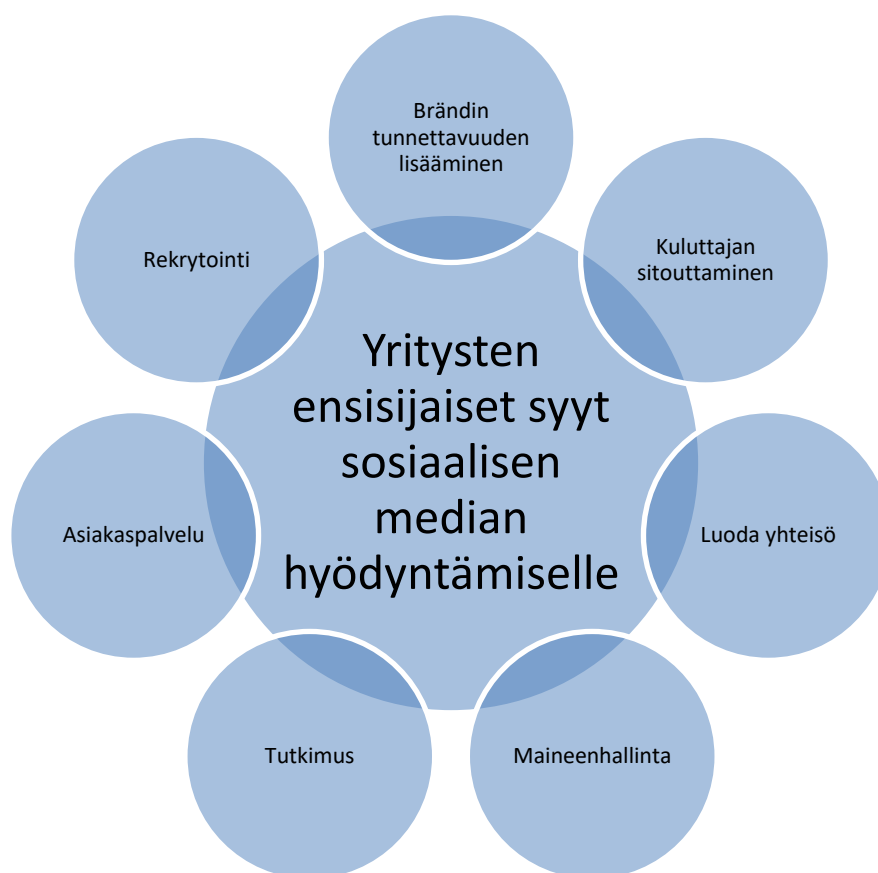 Brändin
tunnettavuuden
lisääminen
Kuluttajan
sitouttaminen
Luoda yhteisö
Maineenhallinta
Tutkimus
Asiakaspalvelu
Rekrytointi
Yritysten
ensisijaiset syyt
sosiaalisen
median
hyödyntämiselle